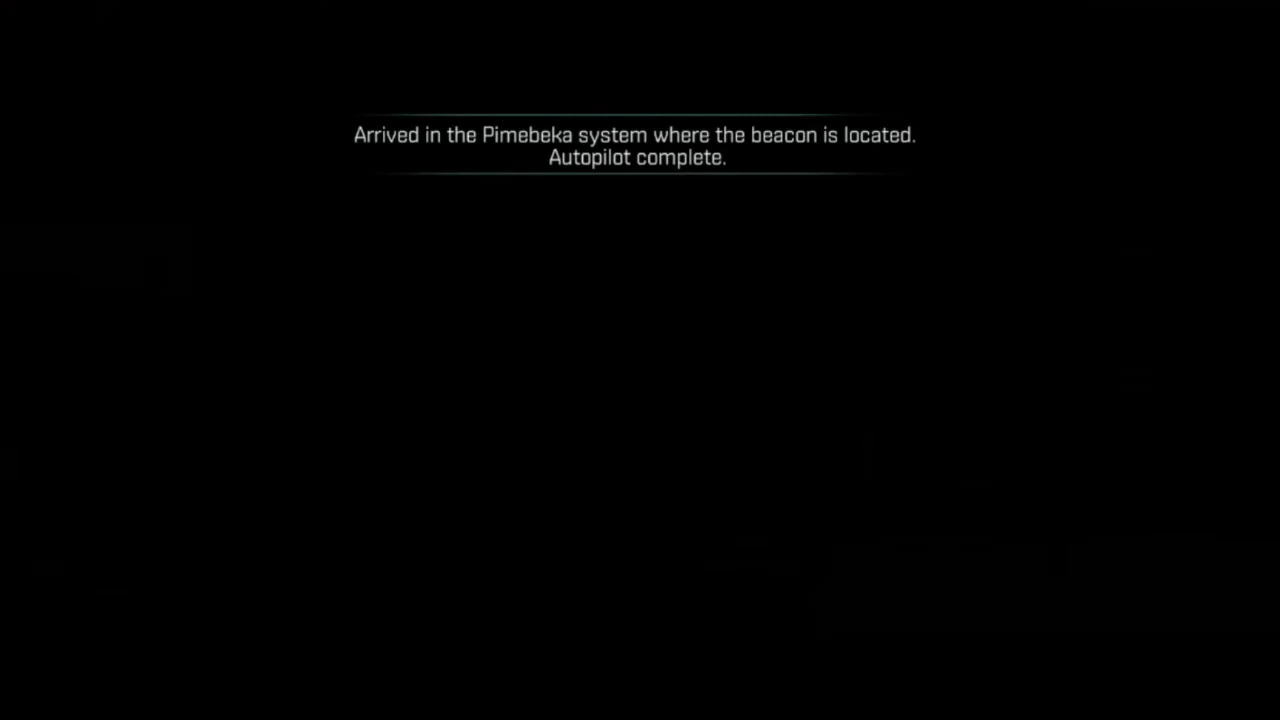 Arrived in the Pimebeka system where the beacon is located.
Autopilot complete.